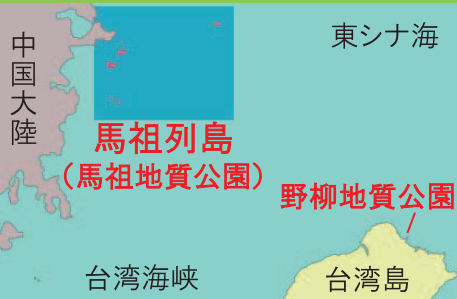 中国大陸
東シナ海
馬祖列島
（馬祖地質公園）
野柳地質公園
台湾海峡
台湾島